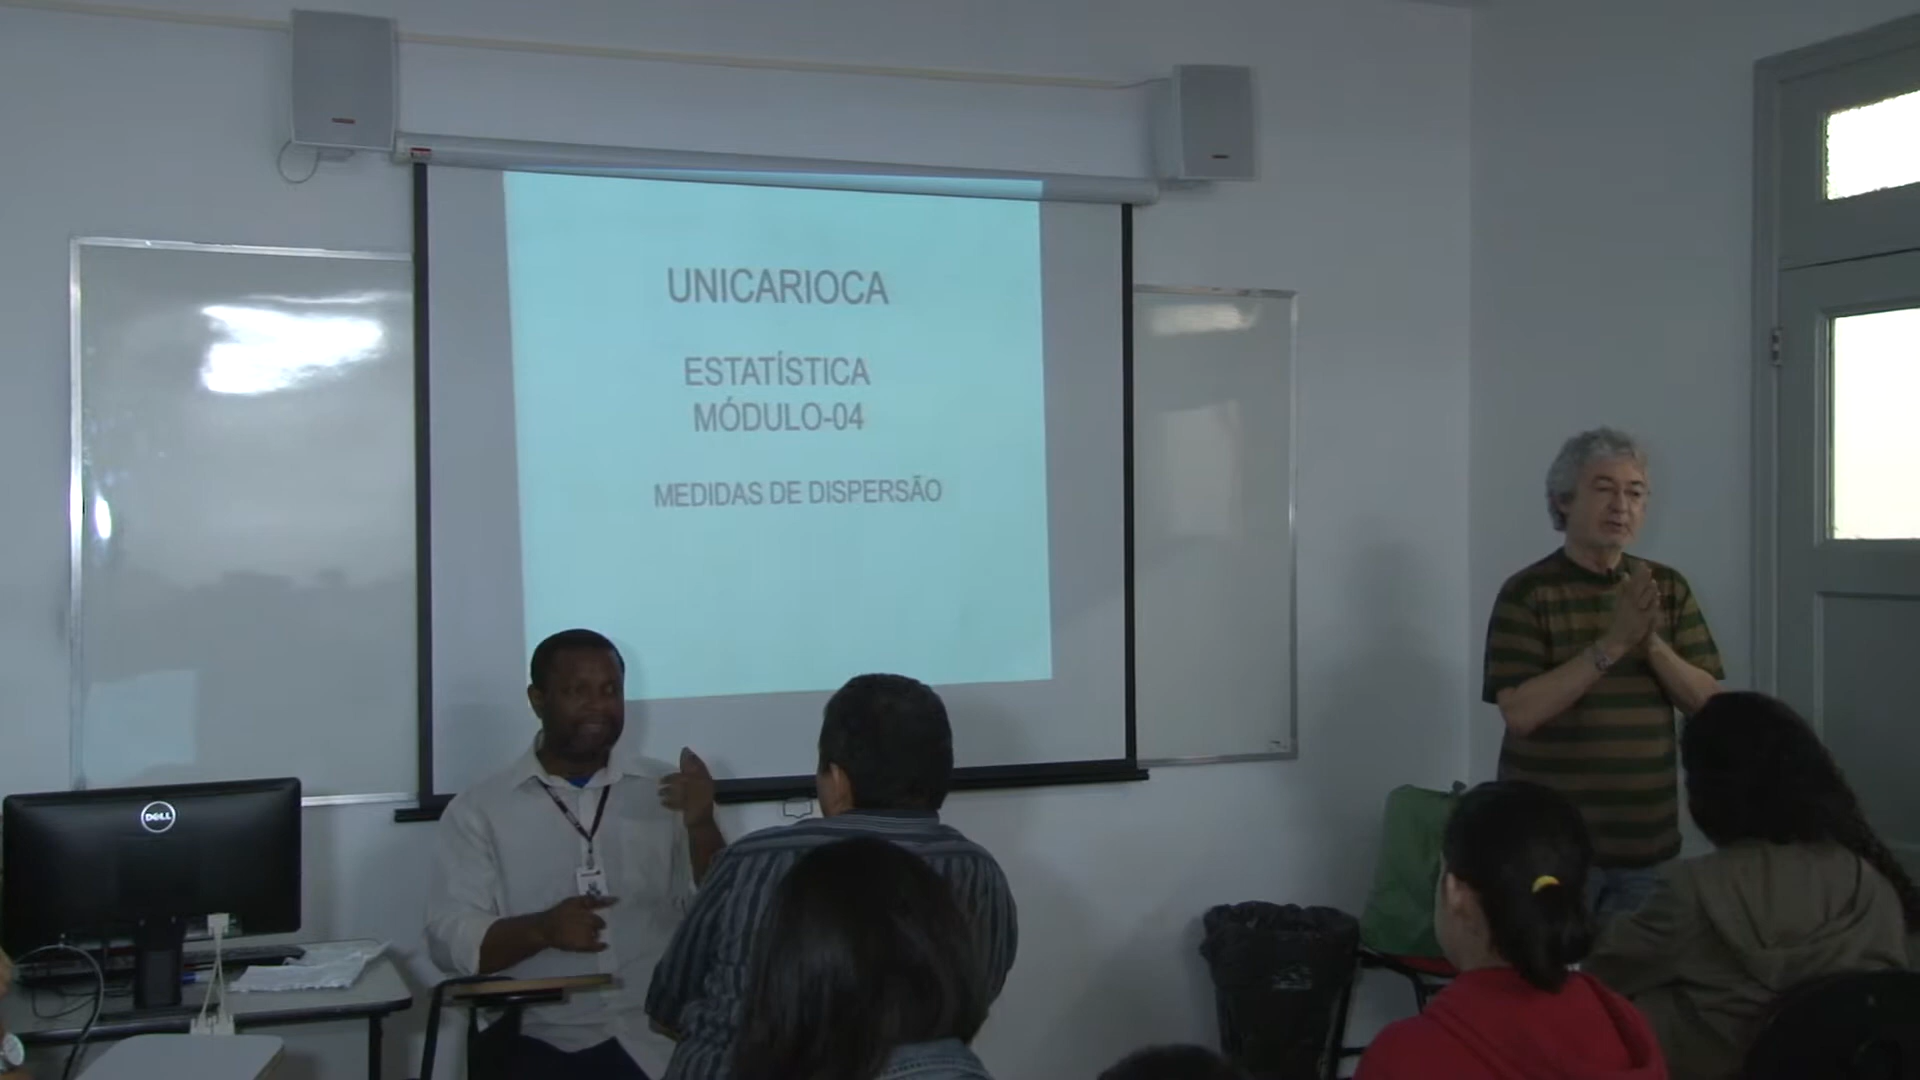 UNICARIOCA
ESTATÍSTICA
MÓDULO-04
MEDIDAS DE DISPERSÃO
DELL